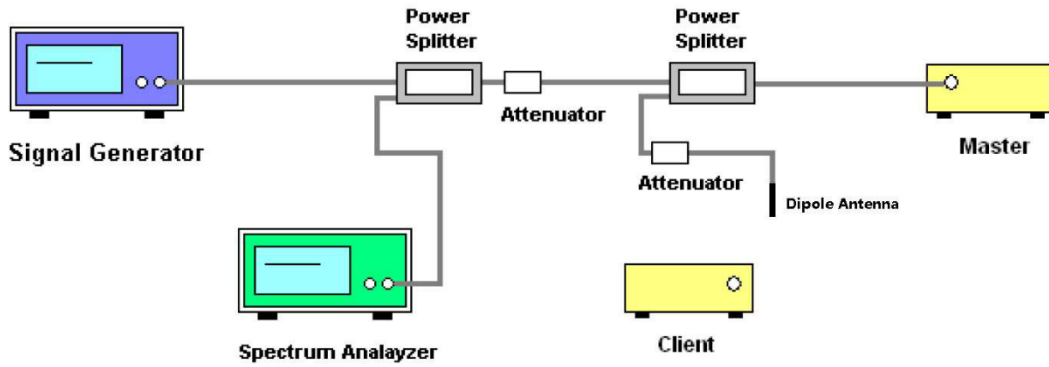 Power
Splitter
Power
Splitter
Attenuator
Signal Generator
Master
Attenuator
Dipole Antenna
Spectrum Analayzer
Client